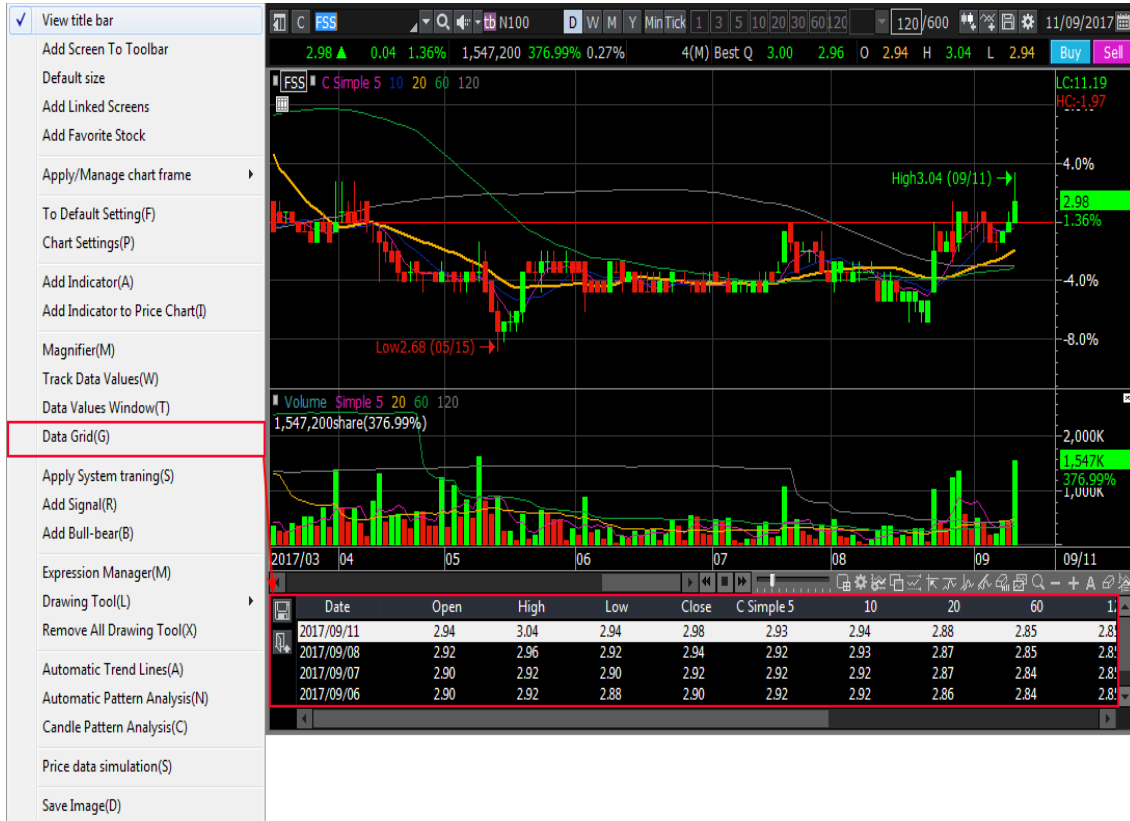 View title bar
Add Screen To Toolbar
Default size
Add Linked Screens
Add Favorite Stock
Apply/Manage chart frame
To Default Setting(F)
Chart Settings(P)
Add Indicator(A)
Add Indicator to Price Chart(I)
Magnifier(M)
Track Data Values(W)
Data Values Window(T)
Data Grid(G)
Apply System traning(S)
Add Signal(R)
Add Bull-bear(B)
Expression Manager(M)
Drawing Tool(L)
Remove All Drawing Tool(X)
Automatic Trend Lines(A)
Automatic Pattern Analysis(N)
Candle Pattern Analysis(C)
Price data simulation(S)
Save Image(D)
C FSS tb N100 D W M Y Min Tick 1 3 5 10 20 30 60 120 120 /600 11/09/2017
2.98 ▲ 0.04 1.36% 1,547,200 376.99% 0.27% 4(M) Best Q 3.00 2.96 O 2.94 H 3.04 L 2.94 Buy Sell
FSS C Simple 5 10 20 60 120
LC:11.19
HC:-1.97
4.0%
High3.04 (09/11)
2.98
1.36%
-4.0%
Low2.68 (05/15)
-8.0%
Volume Simple 5 20 60 120
1,547,200share(376.99%)
2,000K
1,547K
376.99%
1,000K
2017/03 04 05 06 07 08 09 09/11
Date Open High Low Close C Simple 5 10 20 60
2017/09/11 2.94 3.04 2.94 2.98 2.93 2.94 2.88 2.85
2017/09/08 2.92 2.96 2.92 2.94 2.92 2.93 2.87 2.85
2017/09/07 2.90 2.92 2.90 2.92 2.92 2.92 2.87 2.84
2017/09/06 2.90 2.92 2.88 2.90 2.92 2.92 2.86 2.84